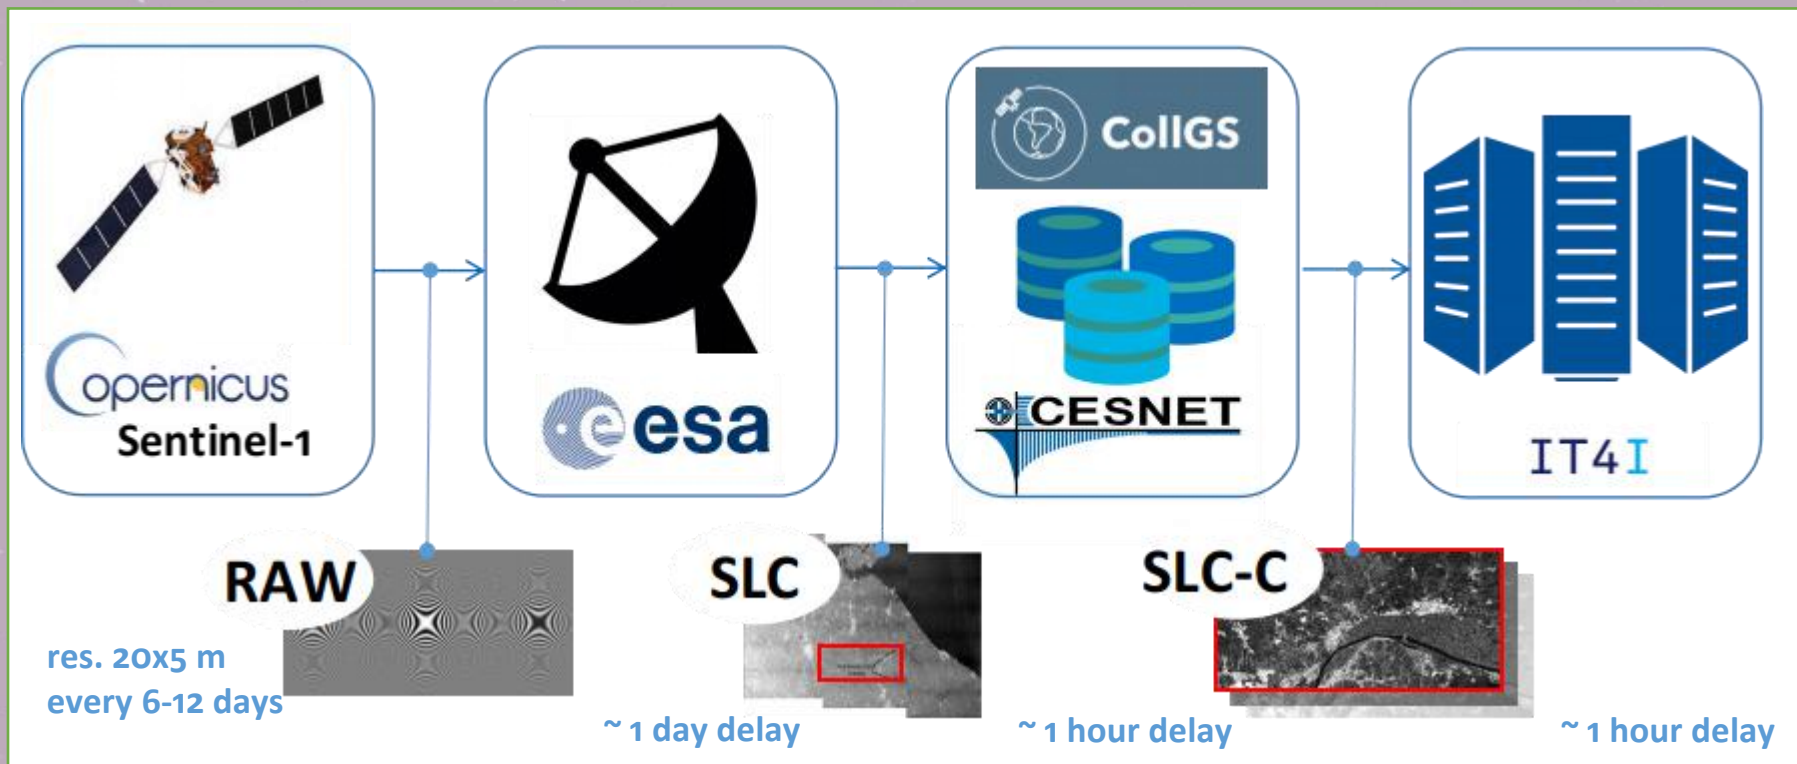 Copernicus
Sentinel-1
esa
CollGS
CESNET
IT4I
RAW
SLC
SLC-C
res. 20x5 m
every 6-12 days
~ 1 day delay
~ 1 hour delay
~ 1 hour delay